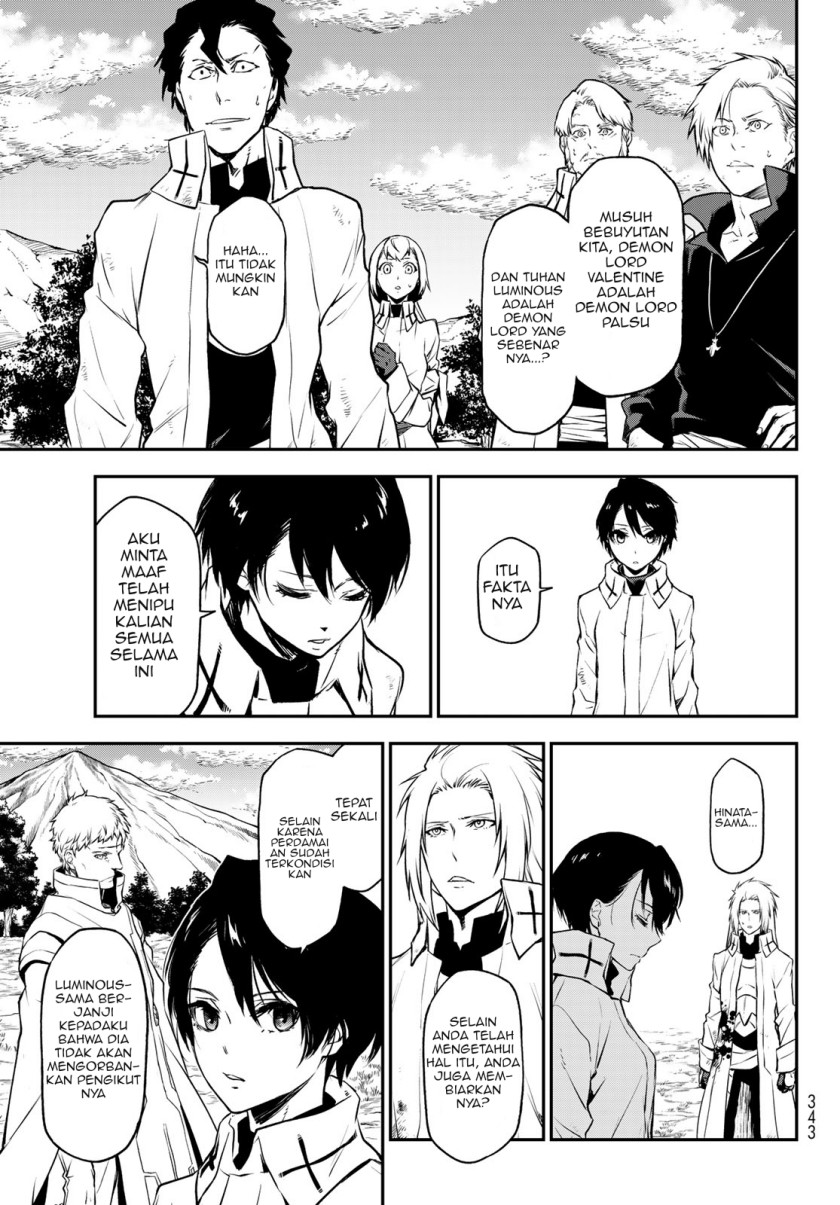 MUSUH
BEBUYUTAN
KITA, DEMON
LORD
VALENTINE
ADALAH
DEMON LORD
PALSU
DAN TUHAN
LUMINOUS
ADALAH
DEMON
LORD YANG
SEBENAR
NYA...?
HAHA...
ITU TIDAK
MUNGKIN
KAN
ITU
FAKTA
NYA
AKU
MINTA
MAAF
TELAH
MENIPU
KALIAN
SEMUA
SELAMA
INI
HINATA-
SAMA...
SELAIN
ANDA TELAH
MENGETAHUI
HAL ITU, ANDA
JUGA MEM-
BIARKAN
NYA?
TEPAT
SEKALI
SELAIN
KARENA
PERDAMAI
AN SUDAH
TERKONDISI
KAN
LUMINOUS-
SAMA BER-
JANJI
KEPADAKU
BAHWA DIA
TIDAK AKAN
MENGORBAN-
KAN PENGIKUT
NYA
343